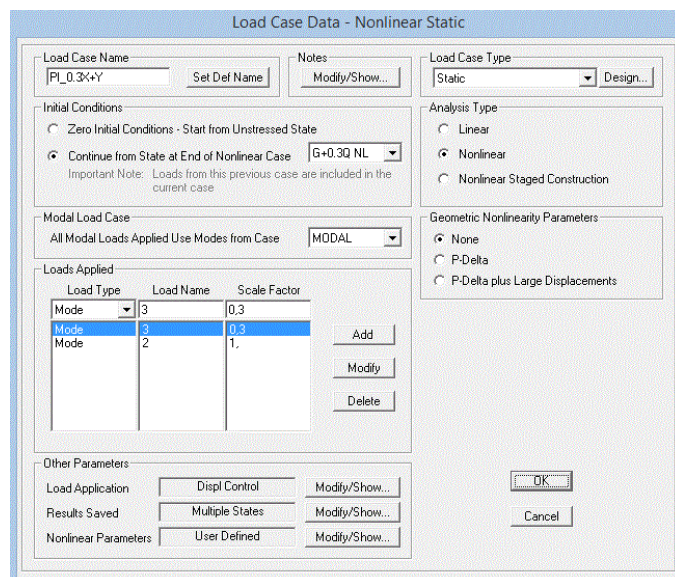 Load Case Data - Nonlinear Static
Load Case Name
PI_0.3X+Y
Set Def Name
Notes
Modify/Show...
Load Case Type
Static
Design...
Initial Conditions
Zero Initial Conditions - Start from Unstressed State
Continue from State at End of Nonlinear Case
G+0.3Q NL
Important Note: Loads from this previous case are included in the
current case
Analysis Type
Linear
Nonlinear
Nonlinear Staged Construction
Modal Load Case
All Modal Loads Applied Use Modes from Case
MODAL
Geometric Nonlinearity Parameters
None
P-Delta
P-Delta plus Large Displacements
Loads Applied
Load Type Load Name Scale Factor
Mode 3 0,3
Mode 3 0,3
Mode 2 1,
Add
Modify
Delete
Other Parameters
Load Application Displ Control Modify/Show...
Results Saved Multiple States Modify/Show...
Nonlinear Parameters User Defined Modify/Show...
OK
Cancel